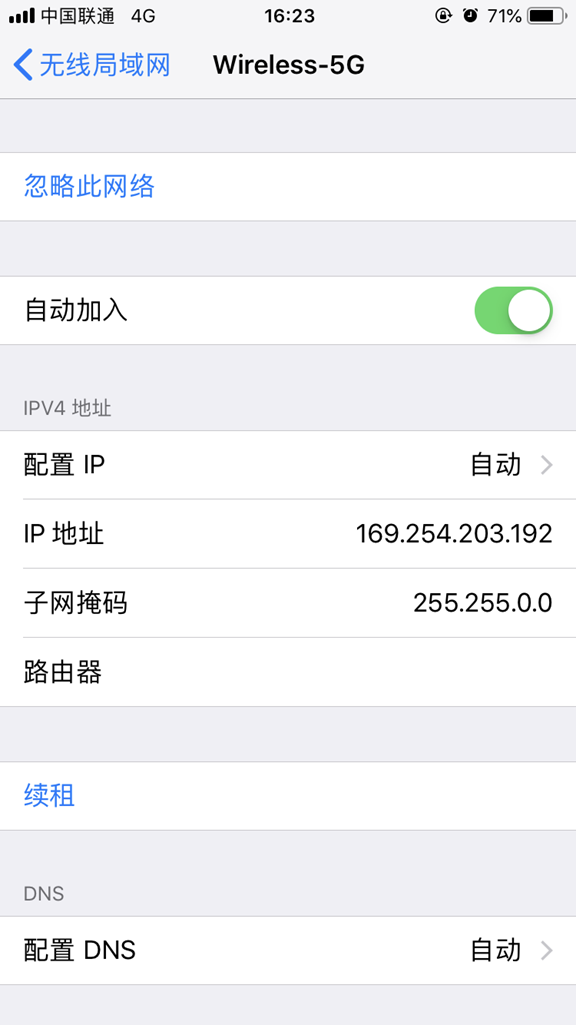 中国联通 4G 16:23 71%
无线局域网 Wireless-5G
忽略此网络
自动加入
IPV4 地址
配置 IP 自动
IP 地址 169.254.203.192
子网掩码 255.255.0.0
路由器
续租
DNS
配置 DNS 自动